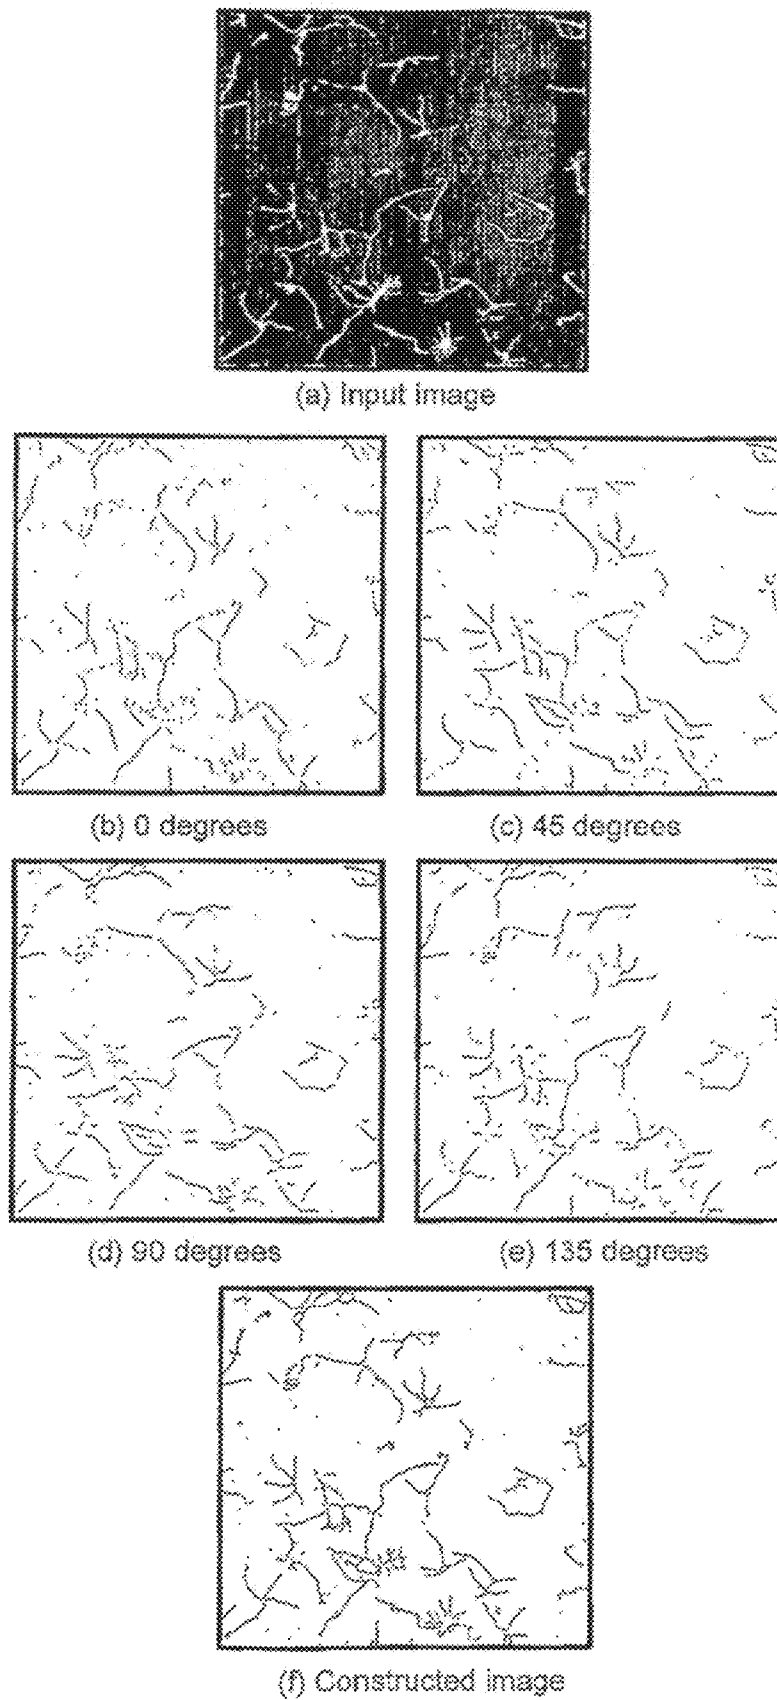 (a) Input image
(b) 0 degrees
(c) 45 degrees
(d) 90 degrees
(e) 135 degrees
(f) Constructed image